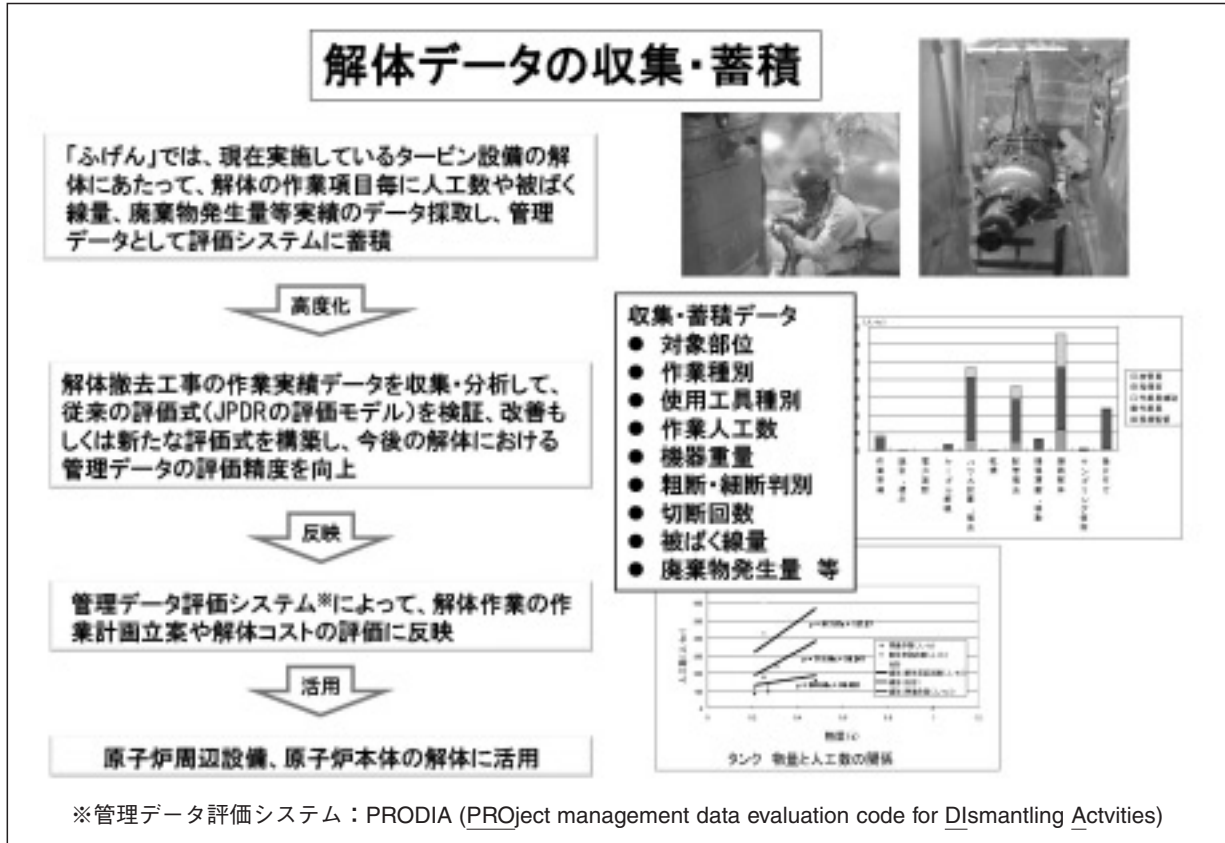 解体データの収集・蓄積
「ふげん」では、現在実施しているタービン設備の解
体にあたって、解体の作業項目毎に人工数や被ばく
線量、廃棄物発生量等実績のデータ採取し、管理
データとして評価システムに蓄積
高度化
解体撤去工事の作業実績データを収集・分析して、
従来の評価式(JPDRの評価モデル)を検証、改善も
しくは新たな評価式を構築し、今後の解体における
管理データの評価精度を向上
反映
管理データ評価システム※によって、解体作業の作
業計画立案や解体コストの評価に反映
活用
原子炉周辺設備、原子炉本体の解体に活用
収集・蓄積データ
● 対象部位
● 作業種別
● 使用工具種別
● 作業人工数
● 機器重量
● 粗断・細断判別
● 切断回数
● 被ばく線量
● 廃棄物発生量 等
0 0.2 0.4 0.6 0.8 1 1.2
物量(t)
タンク 物量と人工数の関係
※管理データ評価システム：PRODIA (PROject management data evaluation code for DIsmantling Actvities)